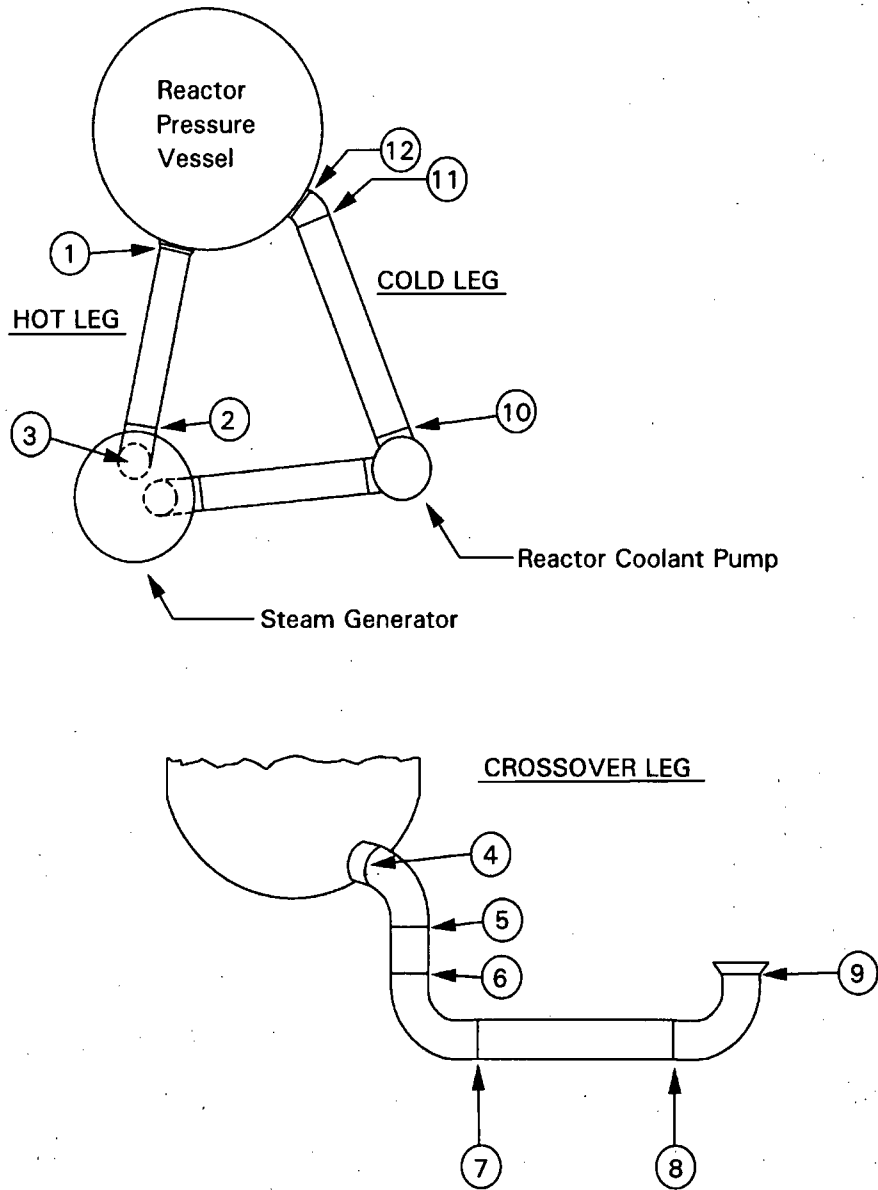 Reactor
Pressure
Vessel
12
11
1
COLD LEG
HOT LEG
2
10
3
Reactor Coolant Pump
Steam Generator
CROSSOVER LEG
4
5
6
9
7
8